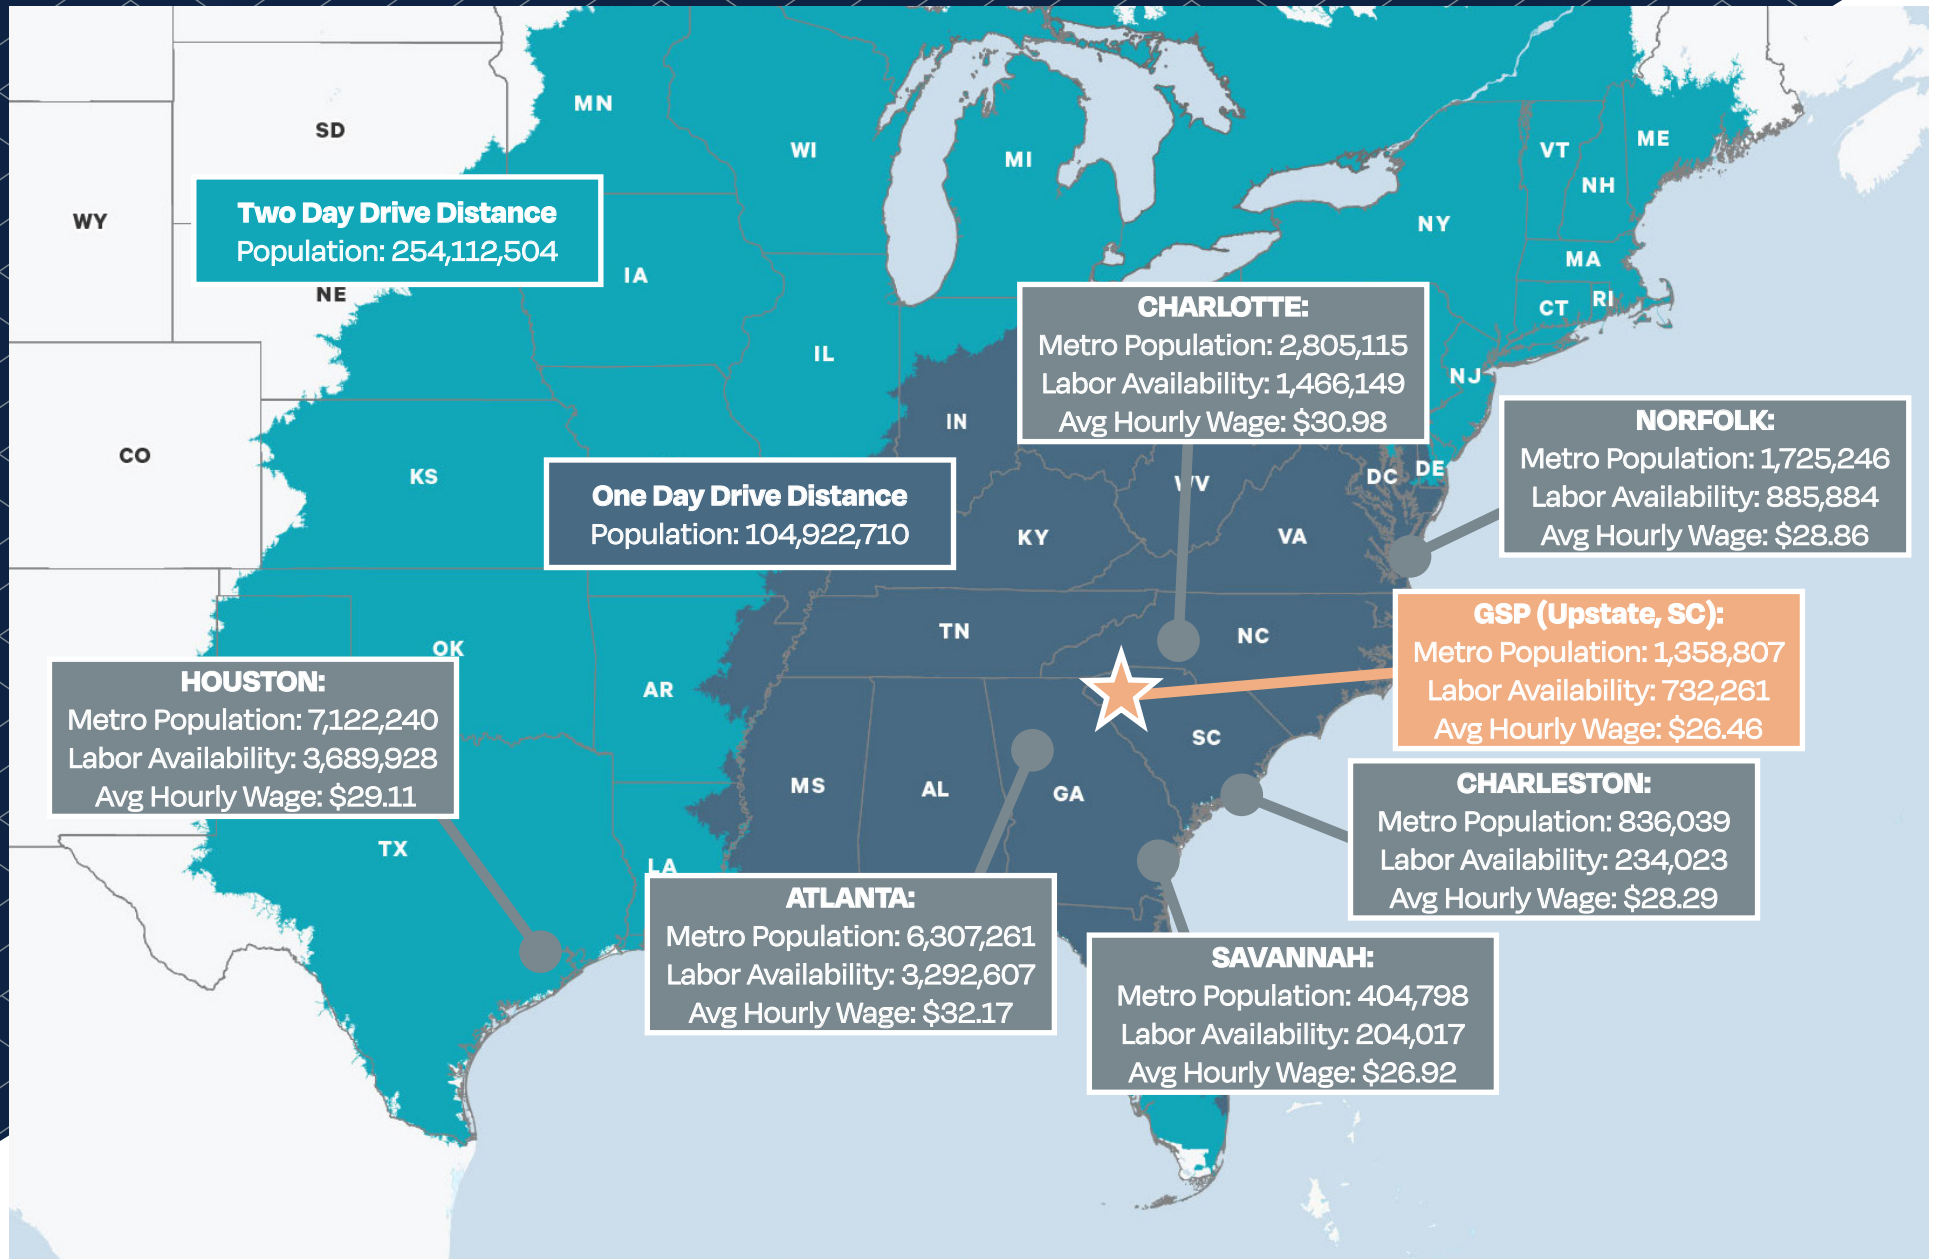 MN
SD
WI
MI
VT
ME
NH
WY
Two Day Drive Distance
Population: 254,112,504
NY
MA
IA
NE
CT
RI
CHARLOTTE:
Metro Population: 2,805,115
Labor Availability: 1,466,149
Avg Hourly Wage: $30.98
IL
NJ
IN
NORFOLK:
Metro Population: 1,725,246
Labor Availability: 885,884
Avg Hourly Wage: $28.86
CO
KS
DC
DE
WV
One Day Drive Distance
Population: 104,922,710
KY
VA
GSP (Upstate, SC):
Metro Population: 1,358,807
Labor Availability: 732,261
Avg Hourly Wage: $26.46
TN
NC
OK
HOUSTON:
Metro Population: 7,122,240
Labor Availability: 3,689,928
Avg Hourly Wage: $29.11
AR
SC
MS
AL
GA
CHARLESTON:
Metro Population: 836,039
Labor Availability: 234,023
Avg Hourly Wage: $28.29
TX
LA
ATLANTA:
Metro Population: 6,307,261
Labor Availability: 3,292,607
Avg Hourly Wage: $32.17
SAVANNAH:
Metro Population: 404,798
Labor Availability: 204,017
Avg Hourly Wage: $26.92